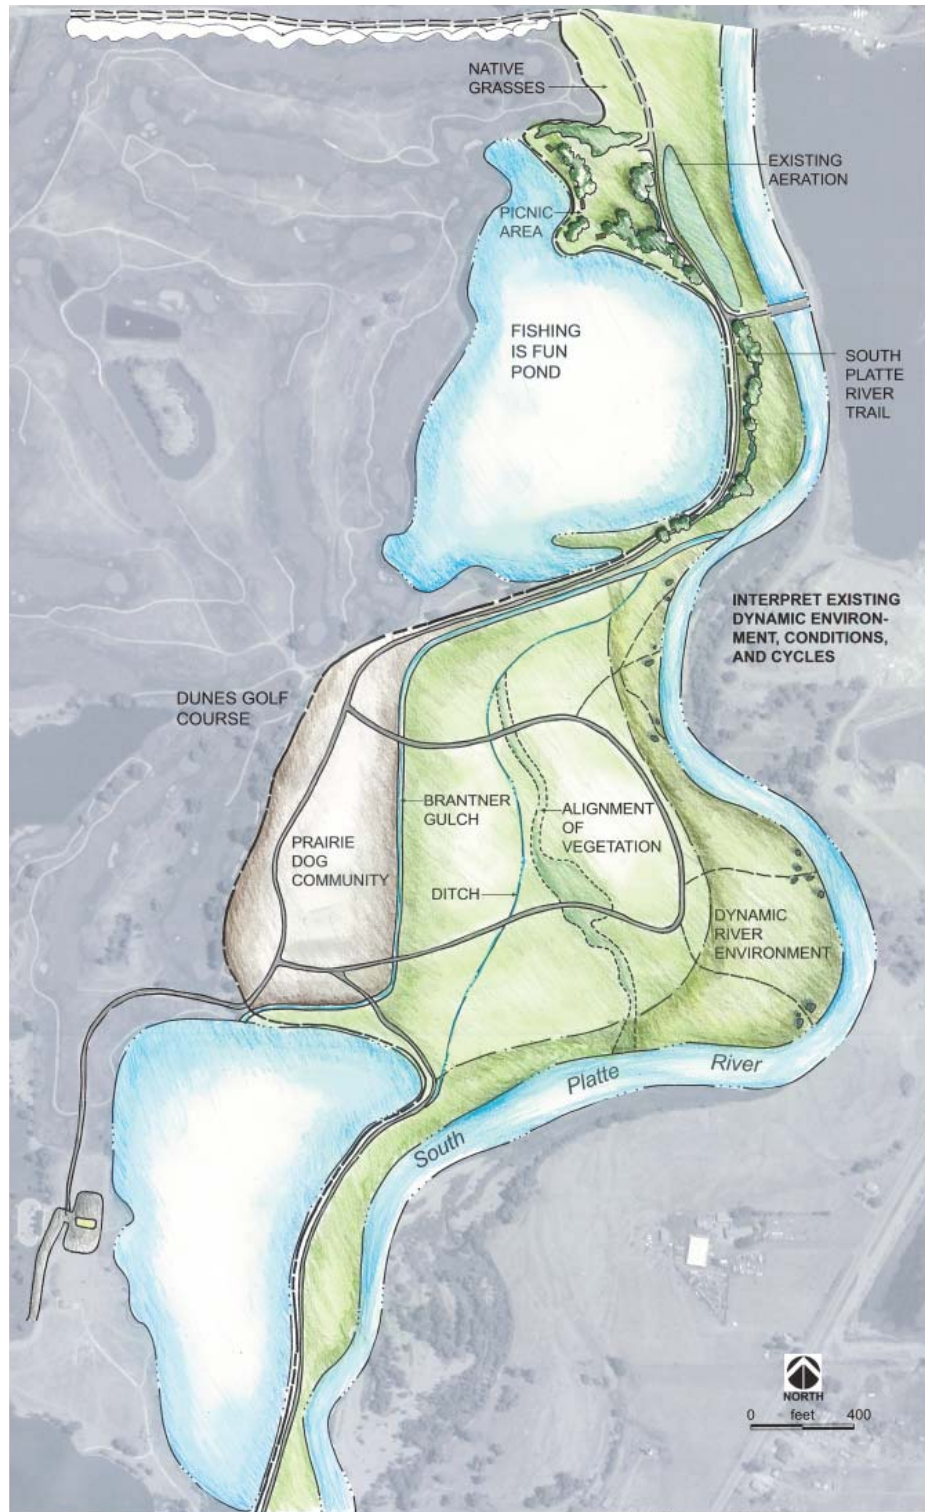 NATIVE
GRASSES
EXISTING
AERATION
PICNIC
AREA
FISHING
IS FUN
POND
SOUTH
PLATTE
RIVER
TRAIL
INTERPRET EXISTING
DYNAMIC ENVIRON-
MENT, CONDITIONS,
AND CYCLES
DUNES GOLF
COURSE
BRANTNER
GULCH
ALIGNMENT
OF
VEGETATION
PRAIRIE
DOG
COMMUNITY
DITCH
DYNAMIC
RIVER
ENVIRONMENT
South Platte River
NORTH
0 feet 400